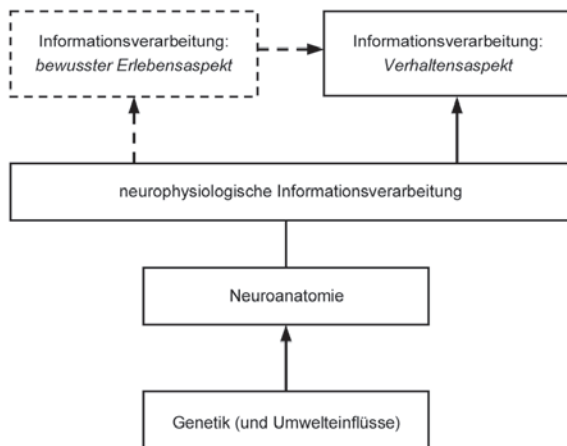 Informationsverarbeitung:
bewusster Erlebensaspekt
Informationsverarbeitung:
Verhaltensaspekt
neurophysiologische Informationsverarbeitung
Neuroanatomie
Genetik (und Umwelteinflüsse)